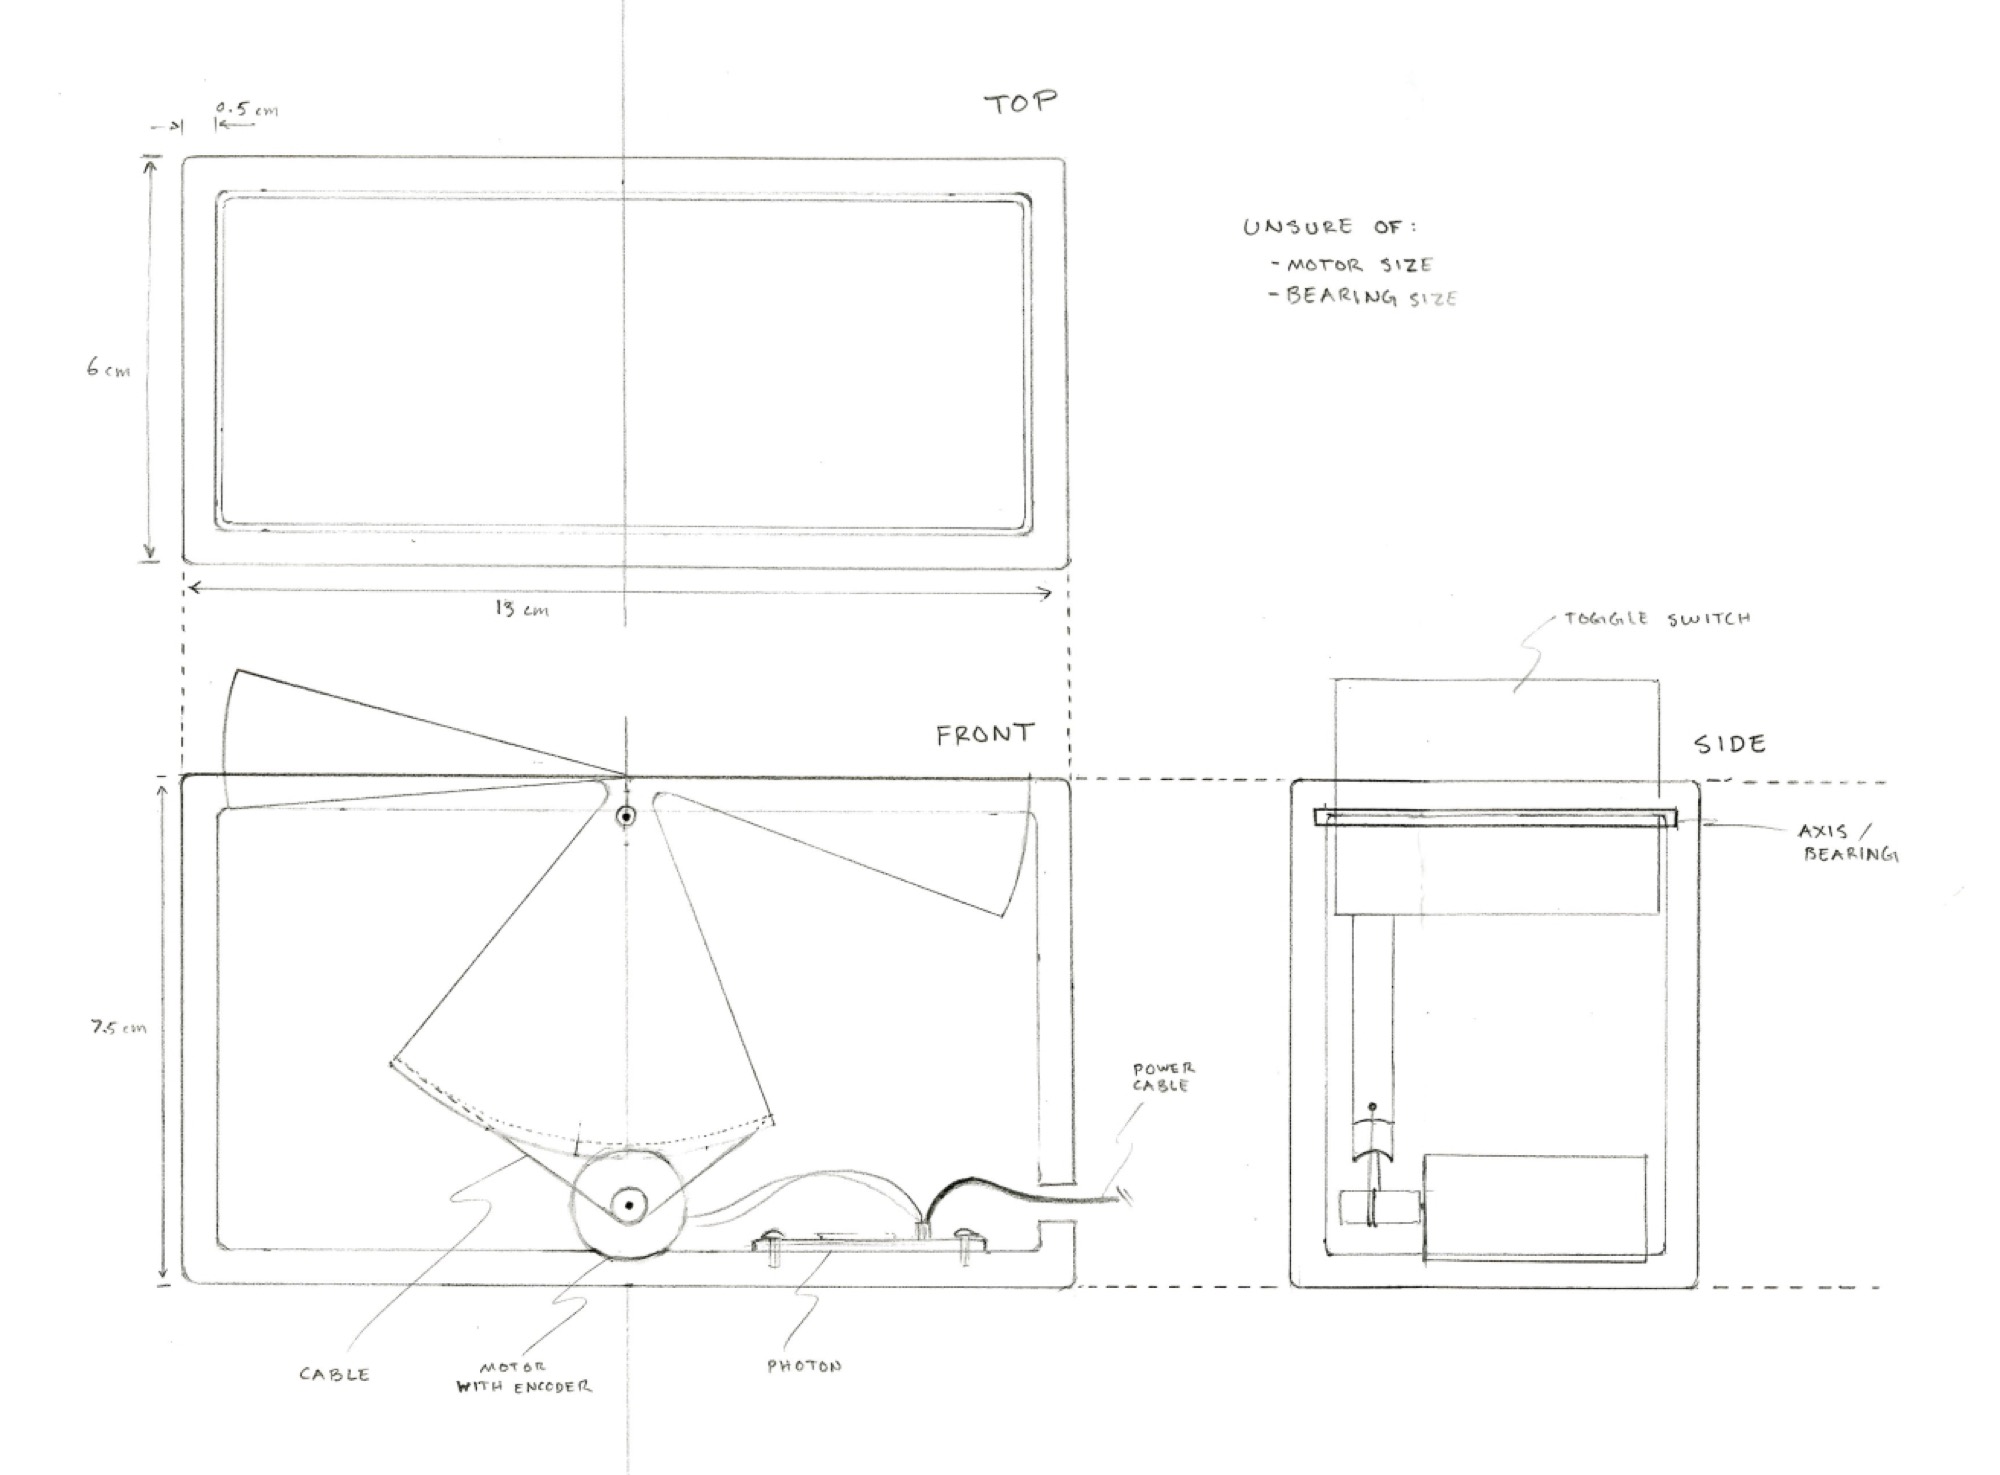 0.5 cm
TOP
UNSURE OF:
- MOTOR SIZE
- BEARING SIZE
6 cm
13 cm
TOGGLE SWITCH
FRONT
SIDE
AXIS /
BEARING
7.5 cm
POWER
CABLE
CABLE
MOTOR
WITH ENCODER
PHOTON